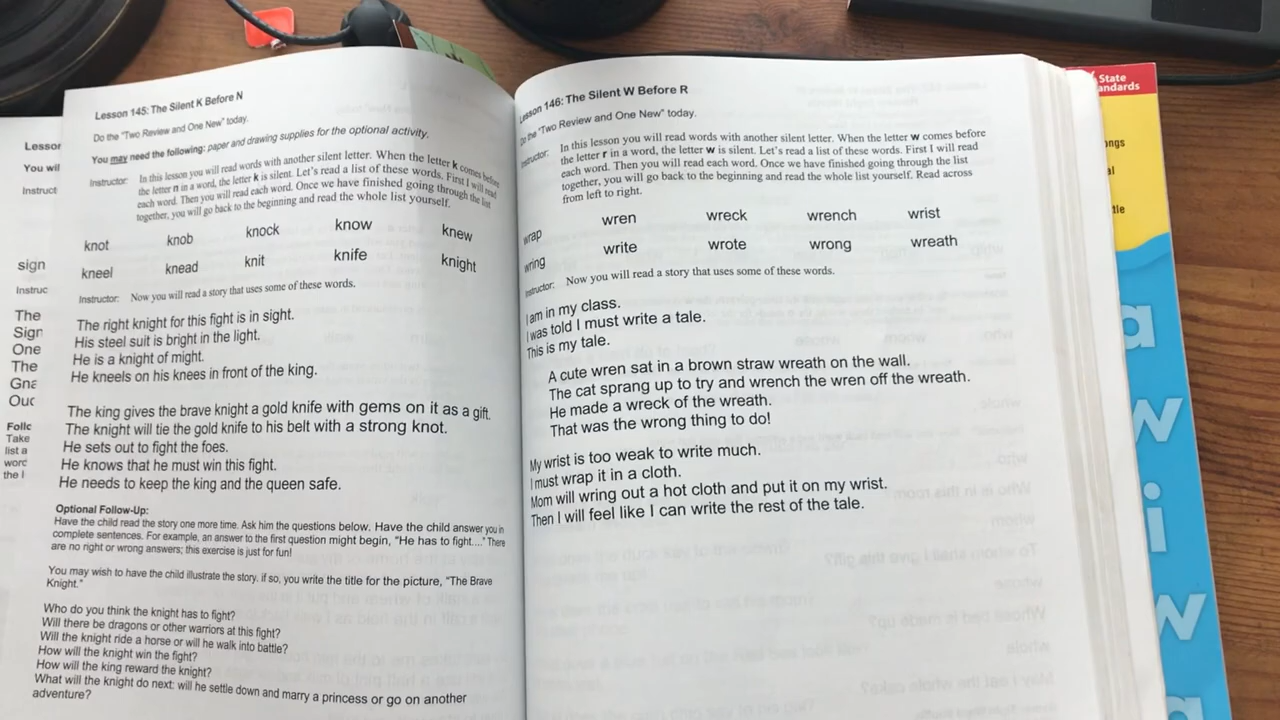 Lesson 145: The Silent K Before N
Do the "Two Review and One New" today.
You may need the following: paper and drawing supplies for the optional activity.
Instructor: In this lesson you will read words with another silent letter. When the letter k comes before
the letter n in a word, the letter k is silent. Let's read a list of these words. First I will read
each word. Then you will read each word. Once we have finished going through the list
together, you will go back to the beginning and read the whole list yourself.
knot knob knock know knew
kneel knead knit knife knight
Instructor: Now you will read a story that uses some of these words.
The right knight for this fight is in sight.
His steel suit is bright in the light.
He is a knight of might.
He kneels on his knees in front of the king.
The king gives the brave knight a gold knife with gems on it as a gift.
The knight will tie the gold knife to his belt with a strong knot.
He sets out to fight the foes.
He knows that he must win this fight.
He needs to keep the king and the queen safe.
Optional Follow-Up:
Have the child read the story one more time. Ask him the questions below. Have the child answer you in
complete sentences. For example, an answer to the first question might begin, "He has to fight...." There
are no right or wrong answers; this exercise is just for fun!
You may wish to have the child illustrate the story. if so, you write the title for the picture, "The Brave
Knight."
Who do you think the knight has to fight?
Will there be dragons or other warriors at this fight?
Will the knight ride a horse or will he walk into battle?
How will the knight win the fight?
How will the king reward the knight?
What will the knight do next: will he settle down and marry a princess or go on another
adventure?
Lesson 146: The Silent W Before R
Do the "Two Review and One New" today.
Instructor: In this lesson you will read words with another silent letter. When the letter w comes before
the letter r in a word, the letter w is silent. Let's read a list of these words. First I will read
each word. Then you will read each word. Once we have finished going through the list
together, you will go back to the beginning and read the whole list yourself. Read across
from left to right.
wrap wren wreck wrench wrist
wring write wrote wrong wreath
Instructor: Now you will read a story that uses some of these words.
I am in my class.
I was told I must write a tale.
This is my tale.
A cute wren sat in a brown straw wreath on the wall.
The cat sprang up to try and wrench the wren off the wreath.
He made a wreck of the wreath.
That was the wrong thing to do!
My wrist is too weak to write much.
I must wrap it in a cloth.
Mom will wring out a hot cloth and put it on my wrist.
Then I will feel like I can write the rest of the tale.
sign
The
One
The
Take
list a
the l
State